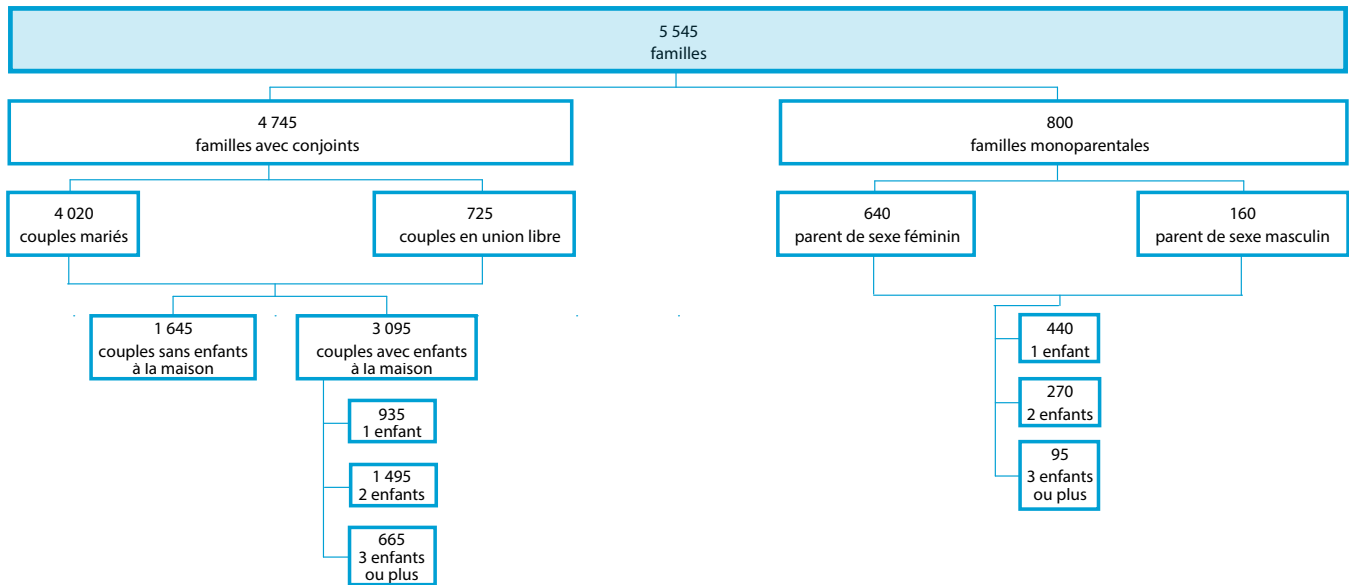 5 545
familles
4 745
familles avec conjoints
800
familles monoparentales
4 020
couples mariés
725
couples en union libre
640
parent de sexe féminin
160
parent de sexe masculin
1 645
couples sans enfants
à la maison
3 095
couples avec enfants
à la maison
935
1 enfant
1 495
2 enfants
665
3 enfants
ou plus
440
1 enfant
270
2 enfants
95
3 enfants
ou plus